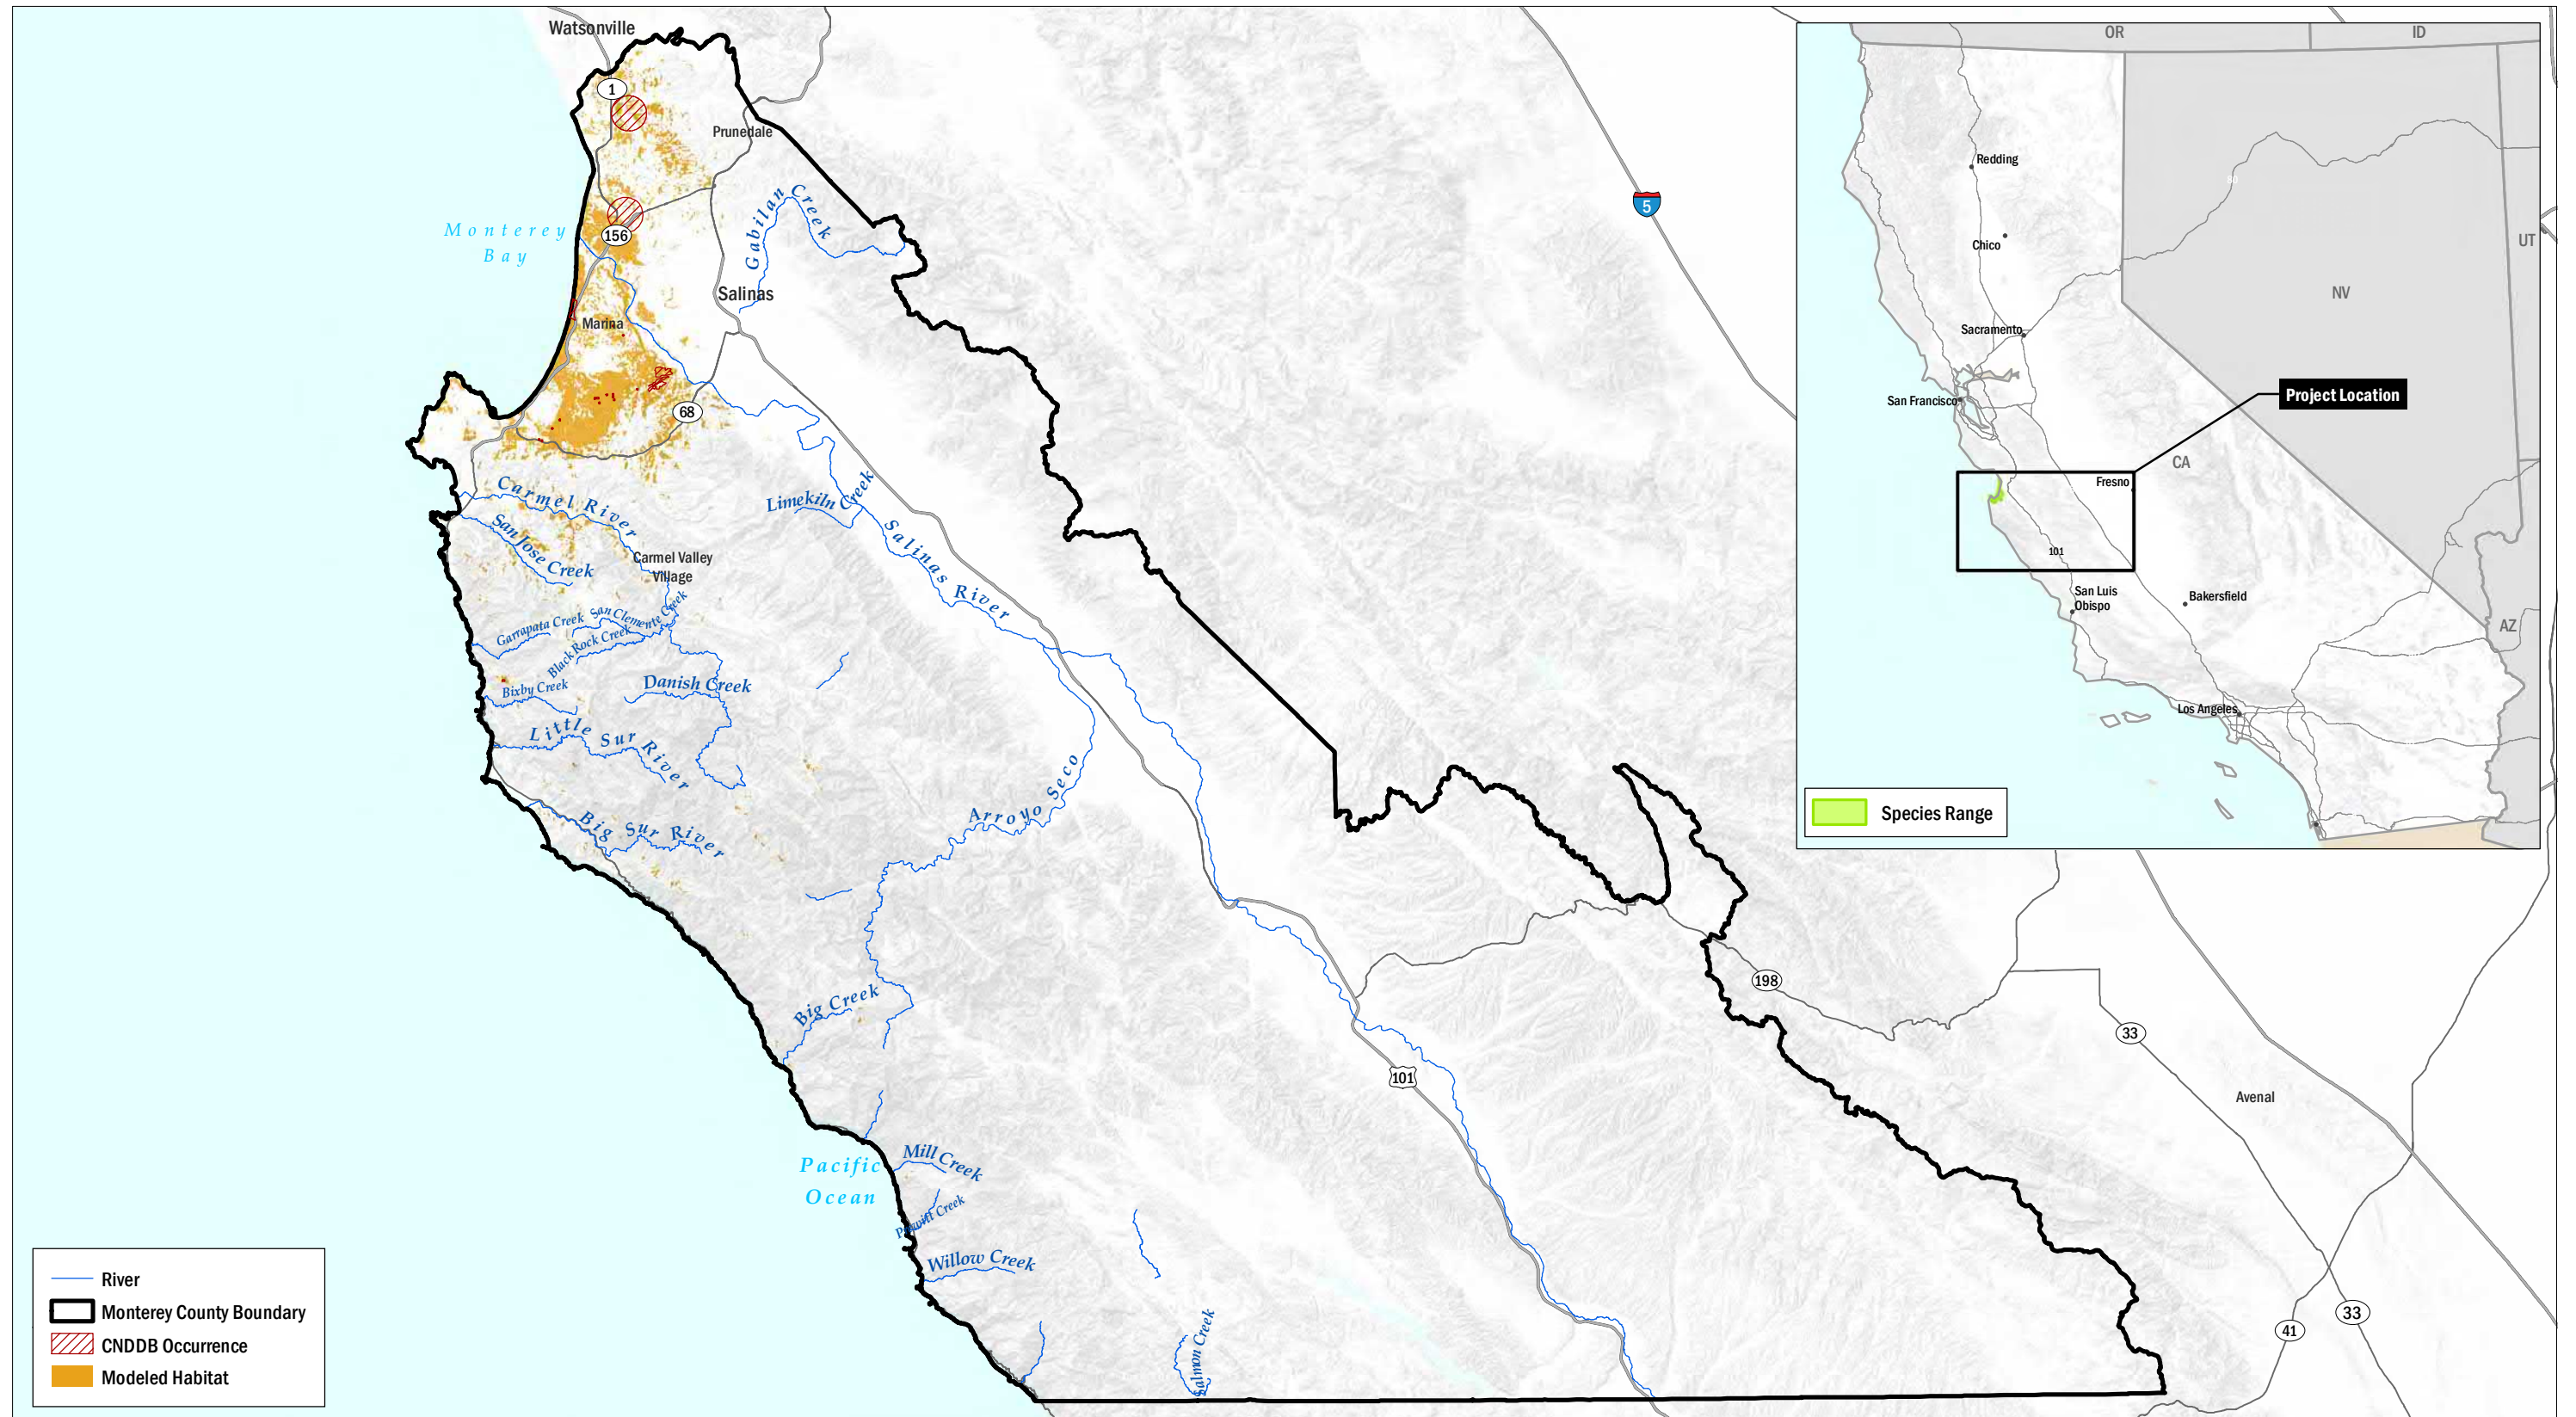 Watsonville
1
Prunedale
Monterey
Bay
156
Gabilan Creek
Salinas
Marina
68
Carmel River
San Jose Creek
Carmel Valley
Village
Limekiln Creek
Salinas River
Garrapata Creek
San Clemente Creek
Black Rock Creek
Bixby Creek
Danish Creek
Little Sur River
Big Sur River
Arroyo Seco
Big Creek
Pacific
Ocean
Mill Creek
Prewitt Creek
Willow Creek
Salmon Creek
101
198
33
Avenal
33
41
5
OR
ID
Redding
Chico
80
UT
NV
Sacramento
San Francisco
Project Location
CA
Fresno
101
San Luis
Obispo
Bakersfield
AZ
Los Angeles
Species Range
River
Monterey County Boundary
CNDDB Occurrence
Modeled Habitat